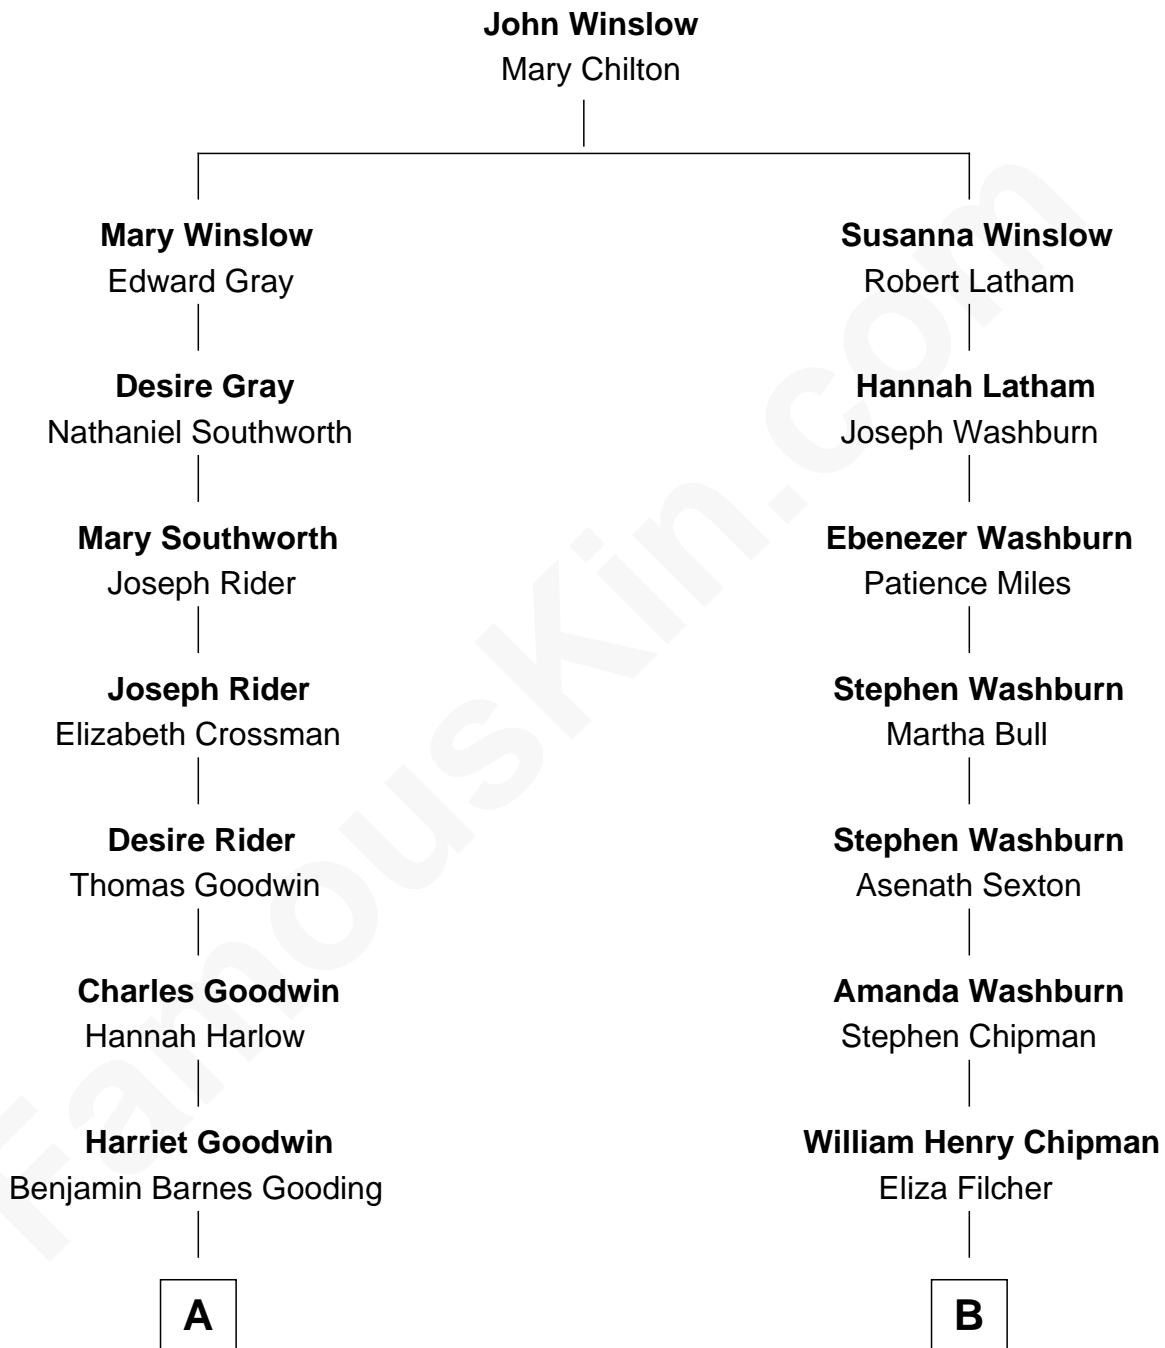 John Winslow
Mary Chilton
Mary Winslow
Edward Gray
Susanna Winslow
Robert Latham
Desire Gray
Nathaniel Southworth
Hannah Latham
Joseph Washburn
Mary Southworth
Joseph Rider
Ebenezer Washburn
Patience Miles
Joseph Rider
Elizabeth Crossman
Stephen Washburn
Martha Bull
Desire Rider
Thomas Goodwin
Stephen Washburn
Asenath Sexton
Charles Goodwin
Hannah Harlow
Amanda Washburn
Stephen Chipman
Harriet Goodwin
Benjamin Barnes Gooding
William Henry Chipman
Eliza Filcher
A
B
FamousKin.com